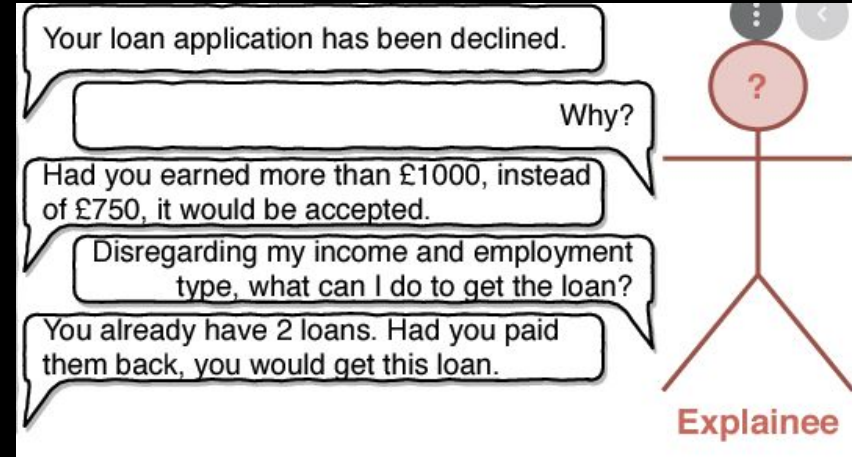 Your loan application has been declined.
Why?
Had you earned more than £1000, instead
of £750, it would be accepted.
Disregarding my income and employment
type, what can I do to get the loan?
You already have 2 loans. Had you paid
them back, you would get this loan.
?
Explainee